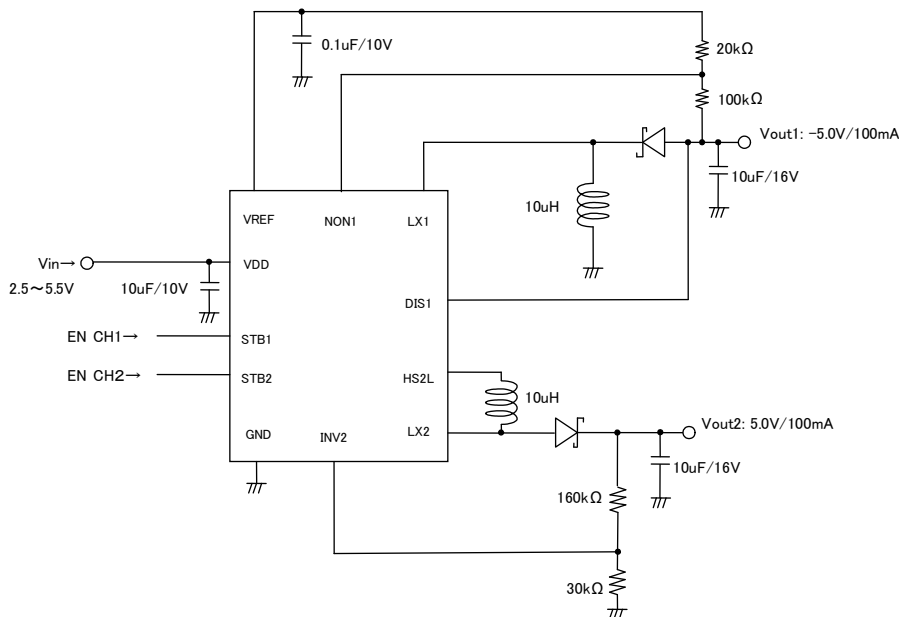 0.1uF/10V
20kΩ
100kΩ
Vout1: -5.0V/100mA
10uF/16V
10uH
VREF
NON1
LX1
Vin→
VDD
2.5～5.5V
10uF/10V
DIS1
EN CH1→
STB1
EN CH2→
STB2
HS2L
10uH
GND
INV2
LX2
Vout2: 5.0V/100mA
10uF/16V
160kΩ
30kΩ